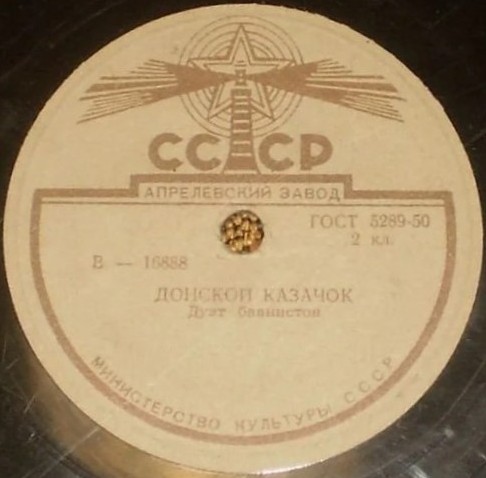 СССР
АПРЕЛЕВСКИЙ ЗАВОД
ГОСТ 5289-50
2 кл.
В — 16888
ДОНСКОЙ КАЗАЧОК
Дуэт баянистов
МИНИСТЕРСТВО КУЛЬТУРЫ СССР